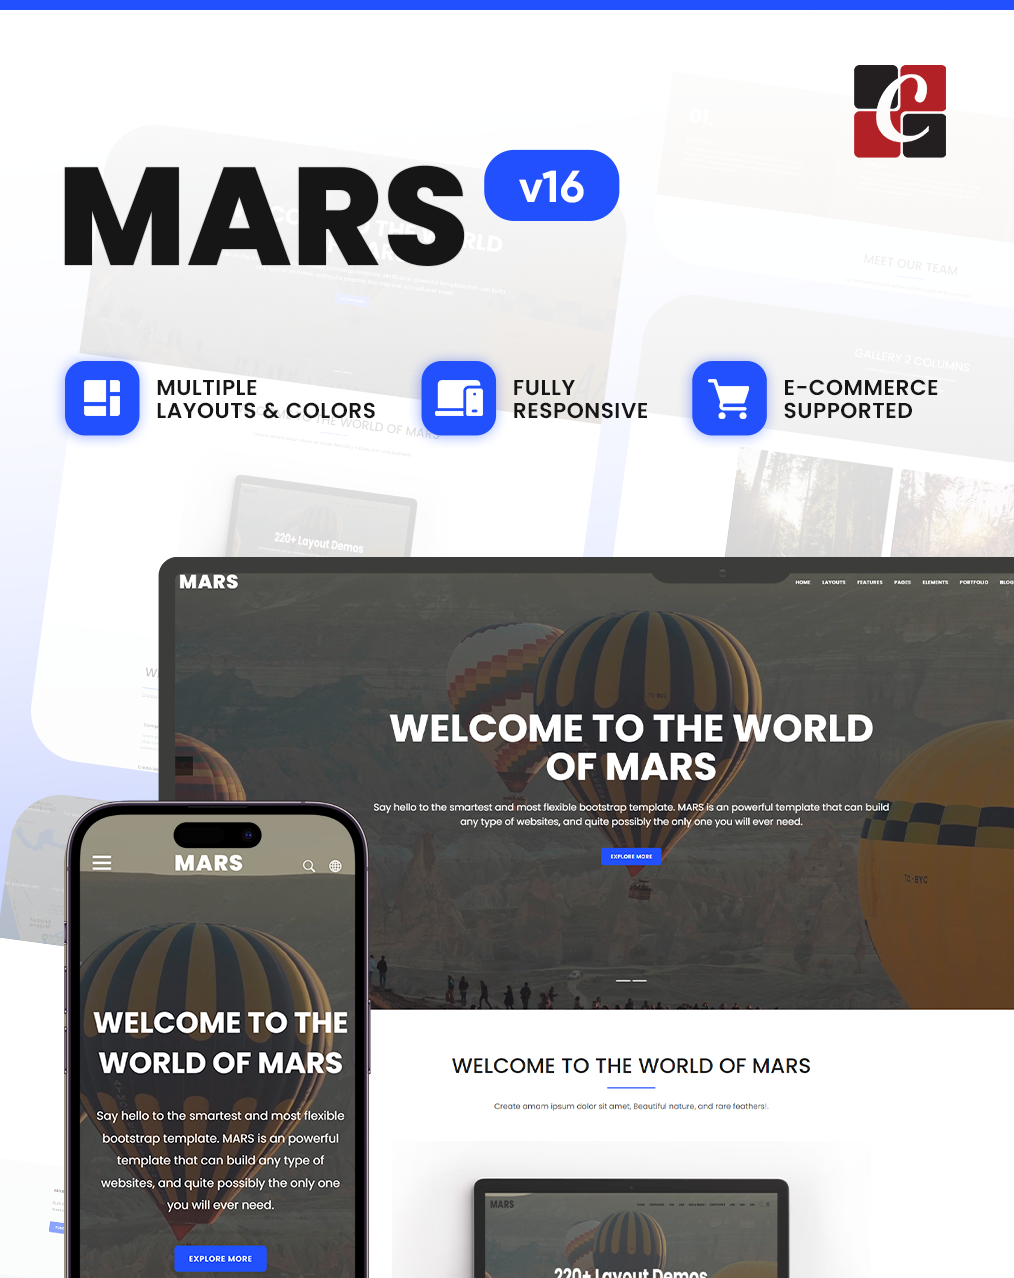 C
MARS
v16
MULTIPLE
LAYOUTS & COLORS
FULLY
RESPONSIVE
E-COMMERCE
SUPPORTED
MEET OUR TEAM
GALLERY 2 COLUMNS
TO THE WORLD OF MARS
220+ Layout Demos
MARS
HOME LAYOUTS FEATURES PAGES ELEMENTS PORTFOLIO BLOG
WELCOME TO THE WORLD
OF MARS
Say hello to the smartest and most flexible bootstrap template. MARS is an powerful template that can build
any type of websites, and quite possibly the only one you will ever need.
EXPLORE MORE
MARS
WELCOME TO THE
WORLD OF MARS
Say hello to the smartest and most flexible
bootstrap template. MARS is an powerful
template that can build any type of
websites, and quite possibly the only one
you will ever need.
EXPLORE MORE
WELCOME TO THE WORLD OF MARS
Create amam ipsum dolor sit amet, Beautiful nature, and rare feathers!.
MARS
220+ Layout Demos